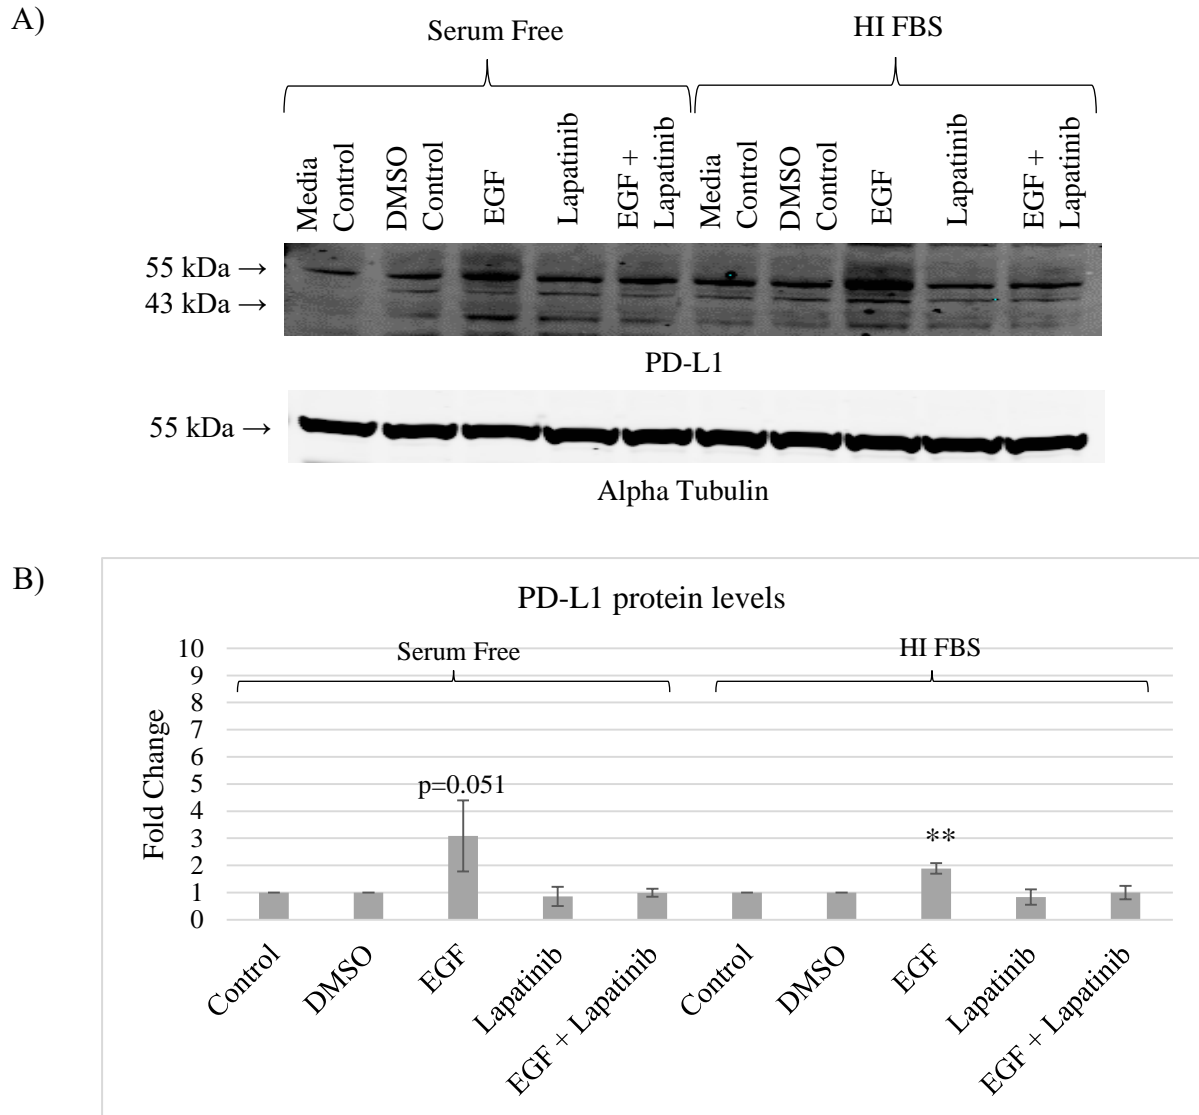 A)
Serum Free
HI FBS
Media
Control
DMSO
Control
EGF
Lapatinib
EGF +
Lapatinib
Media
Control
DMSO
Control
EGF
Lapatinib
EGF +
Lapatinib
55 kDa →
43 kDa →
PD-L1
55 kDa →
Alpha Tubulin
B)
PD-L1 protein levels
Serum Free
HI FBS
Fold Change
10
9
8
7
6
5
4
3
2
1
0
p=0.051
**
Control
DMSO
EGF
Lapatinib
EGF + Lapatinib
Control
DMSO
EGF
Lapatinib
EGF + Lapatinib